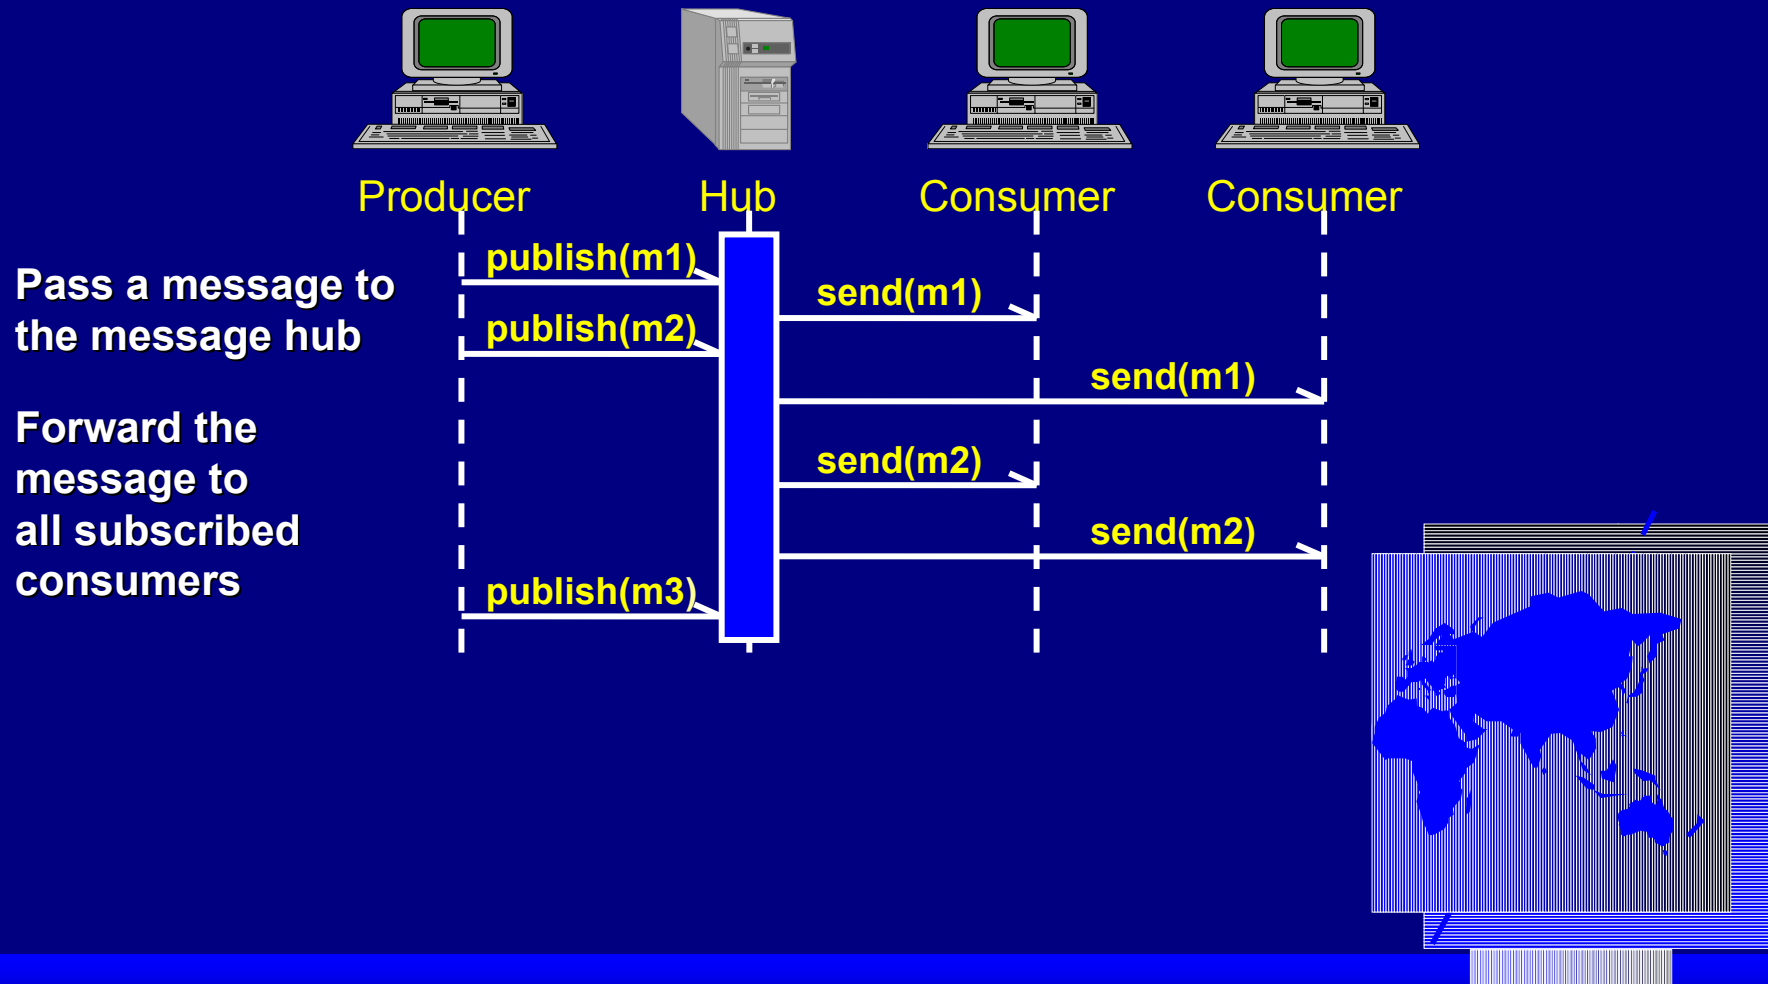 Producer
Hub
Consumer
Consumer
publish(m1)
Pass a message to
the message hub
send(m1)
publish(m2)
send(m1)
Forward the
message to
all subscribed
consumers
send(m2)
send(m2)
publish(m3)